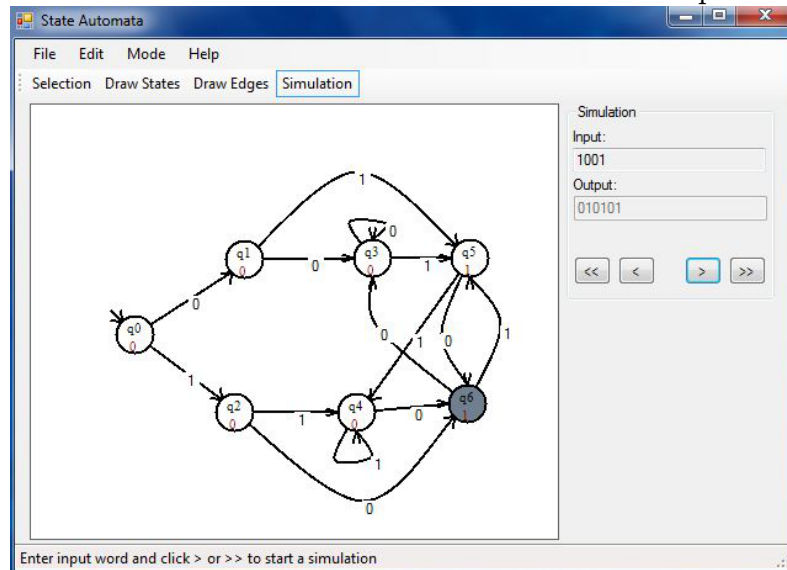 State Automata
File Edit Mode Help
Selection Draw States Draw Edges Simulation
Simulation
Input:
1001
Output:
010101
<< < > >>
1
q1
0
0
q3
0
0
1
q5
1
q0
0
0
0
1
0
1
1
q2
0
1
q4
0
0
q6
1
1
0
Enter input word and click > or >> to start a simulation